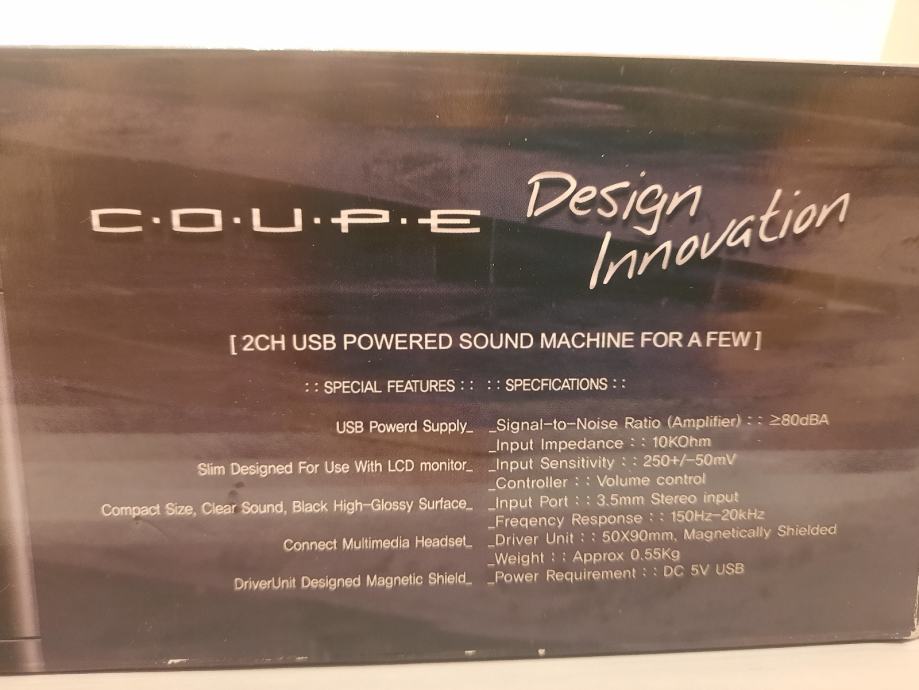 C·O·U·P·E
Design
Innovation
[ 2CH USB POWERED SOUND MACHINE FOR A FEW ]
: : SPECIAL FEATURES : :
USB Powerd Supply_
Slim Designed For Use With LCD monitor_
Compact Size, Clear Sound, Black High-Glossy Surface_
Connect Multimedia Headset_
DriverUnit Designed Magnetic Shield_
: : SPECFICATIONS : :
_Signal-to-Noise Ratio (Amplifier) : : ≥80dBA
_Input Impedance : : 10KOhm
_Input Sensitivity : : 250+/-50mV
_Controller : : Volume control
_Input Port : : 3.5mm Stereo input
_Freqency Response : : 150Hz-20kHz
_Driver Unit : : 50X90mm, Magnetically Shielded
_Weight : : Approx 0.55Kg
_Power Requirement : : DC 5V USB